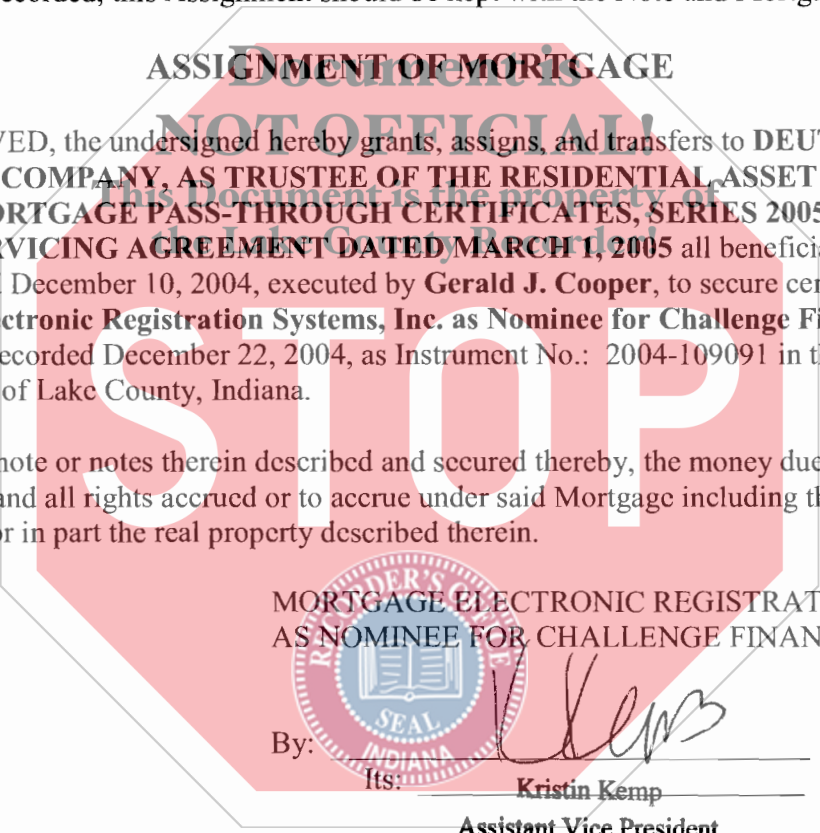 recorded, this Assignment should be kept with the Note and Mortga
ASSIGNMENT OF MORTGAGE
Document is
VED, the undersigned hereby grants, assigns, and transfers to DEUT
NOT OFFICIAL!
COMPANY, AS TRUSTEE OF THE RESIDENTIAL ASSET
This Document is the property of
ORTGAGE PASS-THROUGH CERTIFICATES, SERIES 2005
the Lake County Recorder!
RVICING AGREEMENT DATED MARCH 1, 2005 all beneficia
December 10, 2004, executed by Gerald J. Cooper, to secure cer
ctronic Registration Systems, Inc. as Nominee for Challenge Fi
ecorded December 22, 2004, as Instrument No.: 2004-109091 in th
of Lake County, Indiana.
STOP
note or notes therein described and secured thereby, the money due
and all rights accrued or to accrue under said Mortgage including th
or in part the real property described therein.
MORTGAGE ELECTRONIC REGISTRAT
AS NOMINEE FOR CHALLENGE FINAN
RECORDER'S OFFICE
SEAL
INDIANA
By:
Its:
Kristin Kemp
Assistant Vice President